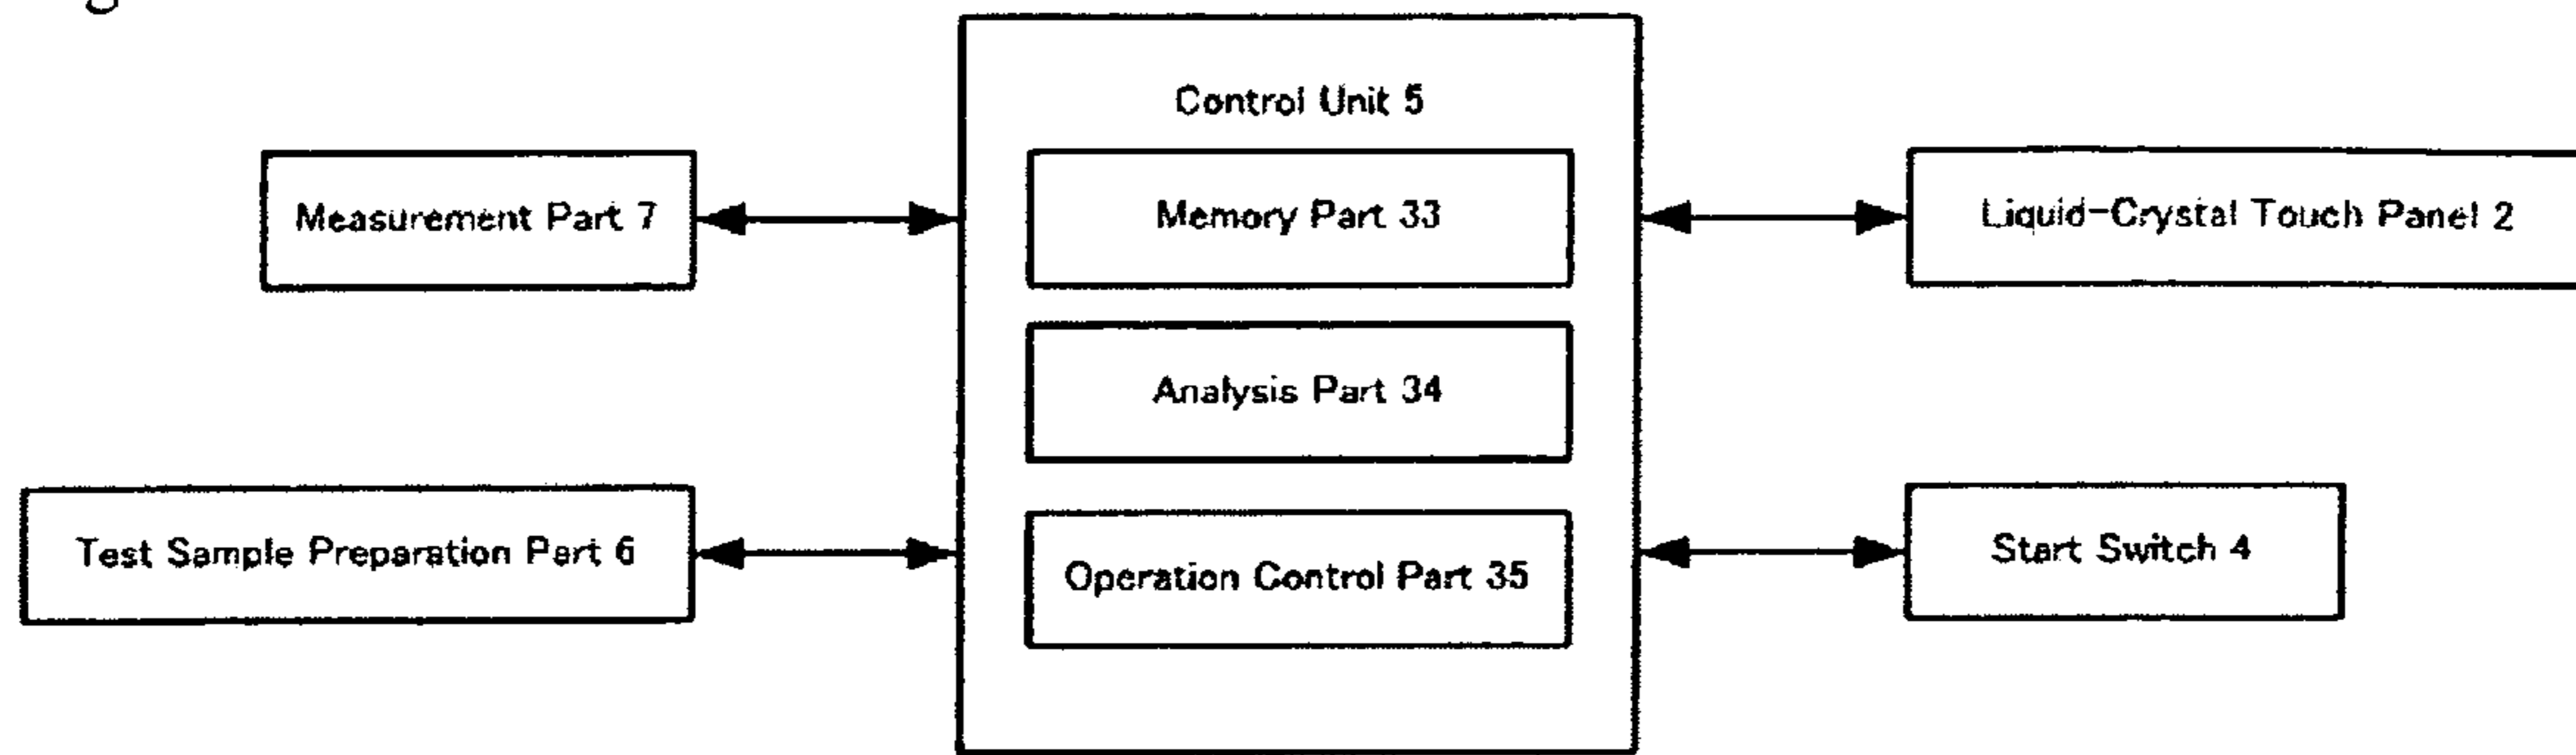 Control Unit 5
Measurement Part 7
Memory Part 33
Liquid-Crystal Touch Panel 2
Analysis Part 34
Test Sample Preparation Part 6
Operation Control Part 35
Start Switch 4